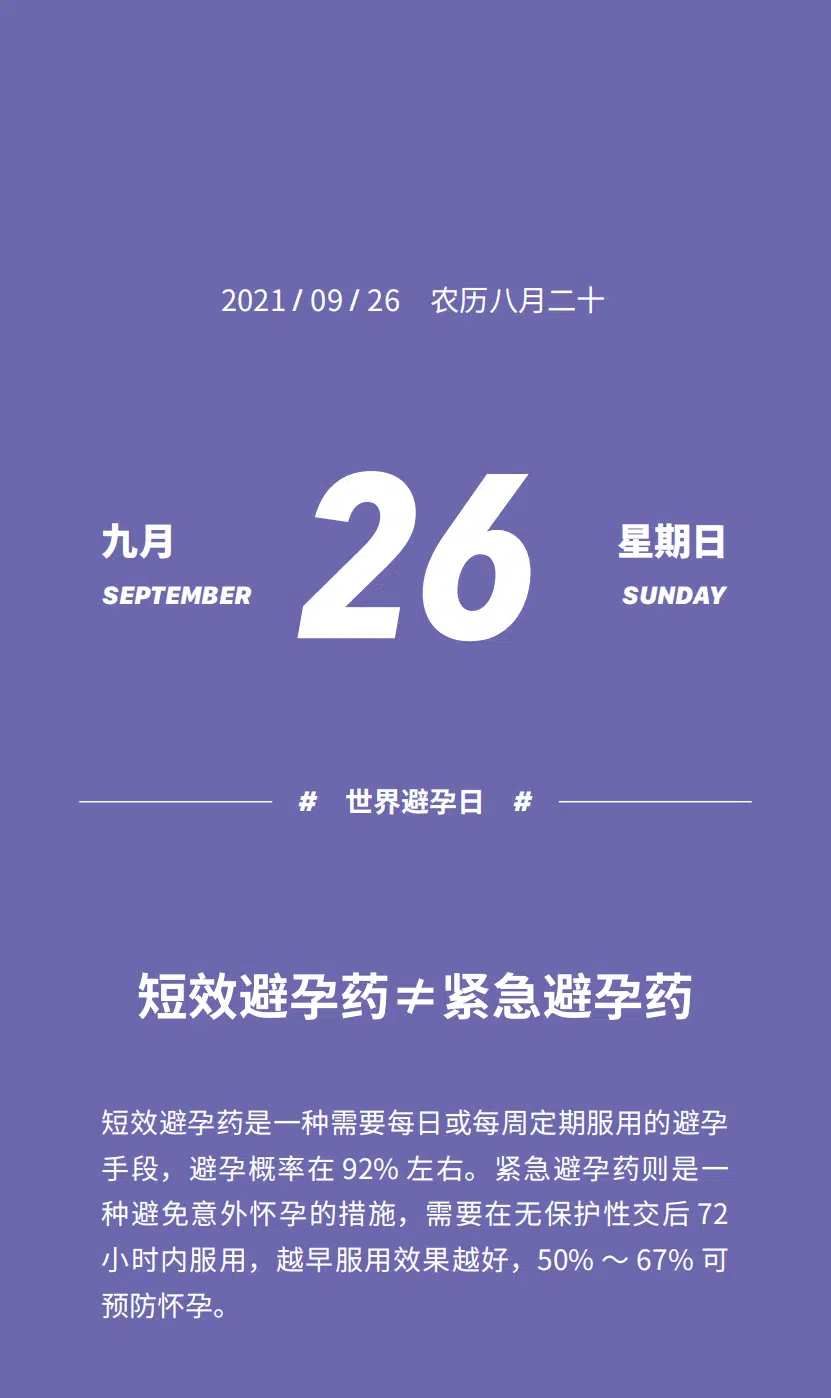 2021 / 09 / 26 农历八月二十
九月 26 星期日
SEPTEMBER SUNDAY
# 世界避孕日 #
短效避孕药≠紧急避孕药
短效避孕药是一种需要每日或每周定期服用的避孕
手段，避孕概率在 92% 左右。紧急避孕药则是一
种避免意外怀孕的措施，需要在无保护性交后 72
小时内服用，越早服用效果越好，50% ～ 67% 可
预防怀孕。